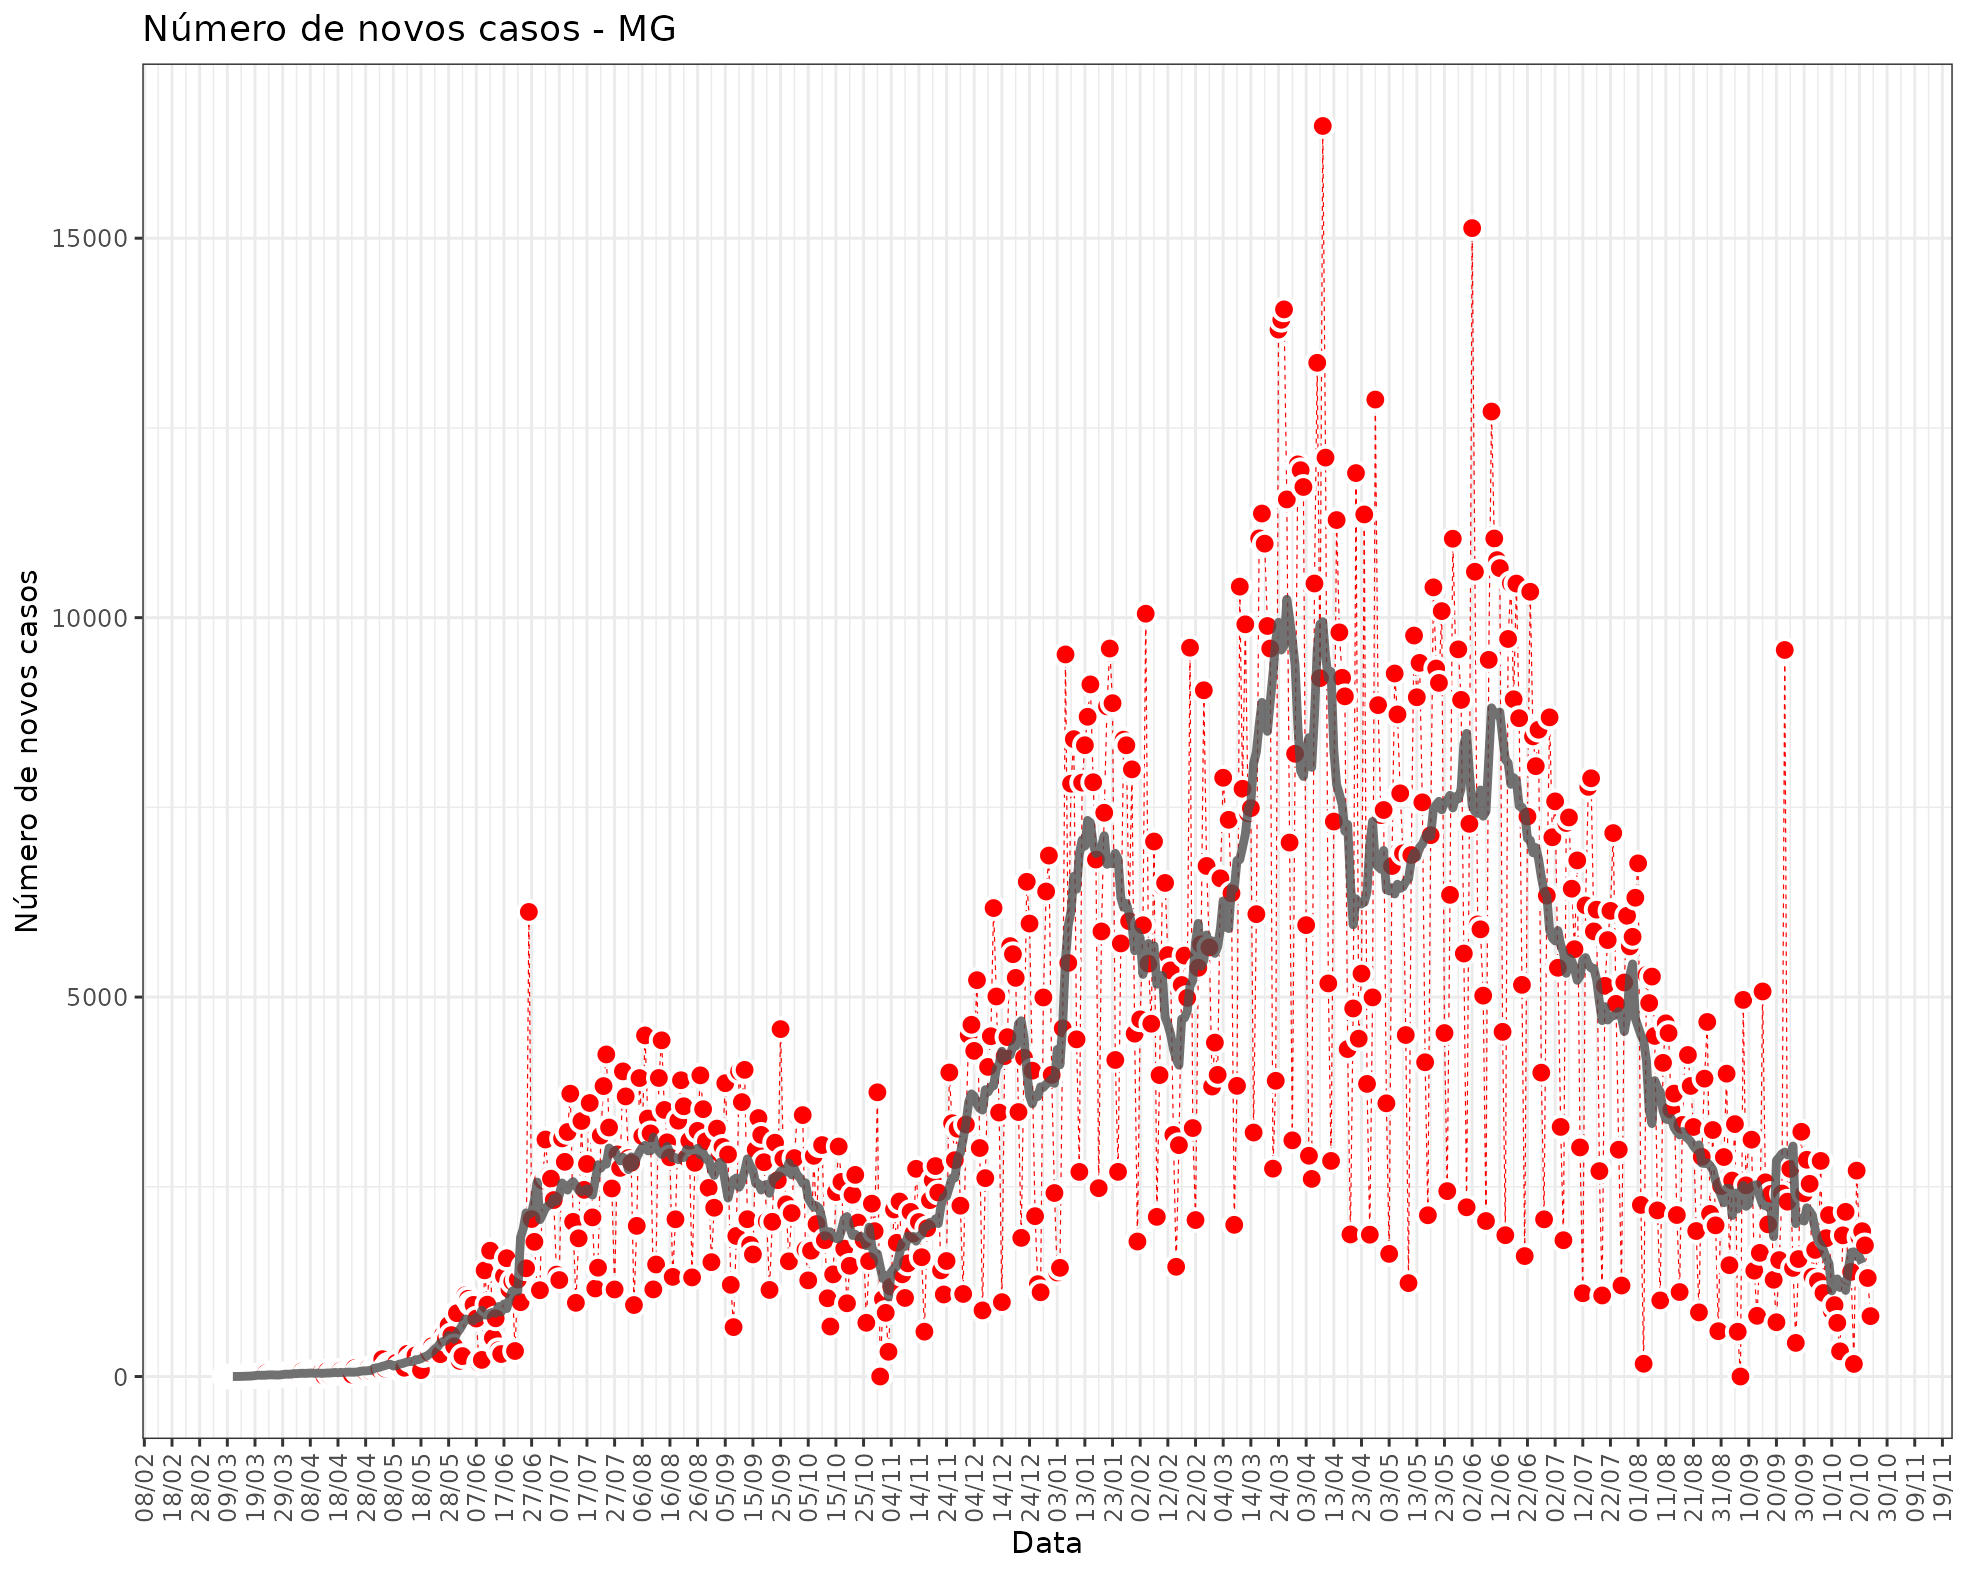 Número de novos casos - MG
Número de novos casos
15000
10000
5000
0
08/02 18/02 28/02 09/03 19/03 29/03 08/04 18/04 28/04 08/05 18/05 28/05 07/06 17/06 27/06 07/07 17/07 27/07 06/08 16/08 26/08 05/09 15/09 25/09 05/10 15/10 25/10 04/11 14/11 24/11 04/12 14/12 24/12 03/01 13/01 23/01 02/02 12/02 22/02 04/03 14/03 24/03 03/04 13/04 23/04 03/05 13/05 23/05 02/06 12/06 22/06 02/07 12/07 22/07 01/08 11/08 21/08 31/08 10/09 20/09 30/09 10/10 20/10 30/10 09/11 19/11
Data